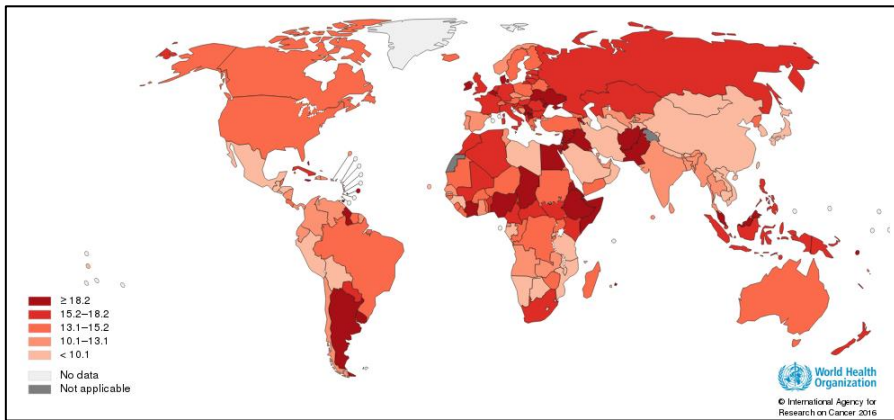 ≥ 18.2
15.2–18.2
13.1–15.2
10.1–13.1
< 10.1
No data
Not applicable
World Health
Organization
© International Agency for
Research on Cancer 2016